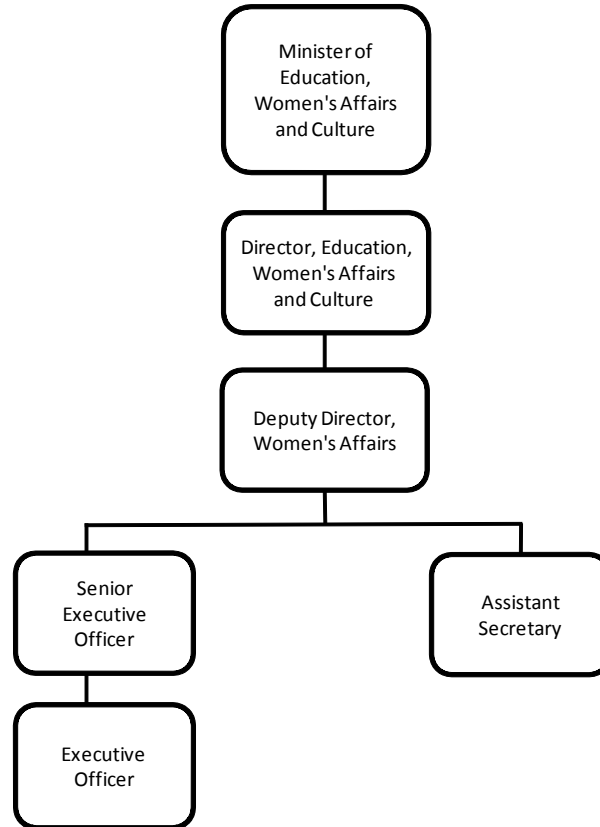 Minister of
Education,
Women's Affairs
and Culture
Director, Education,
Women's Affairs
and Culture
Deputy Director,
Women's Affairs
Senior
Executive
Officer
Assistant
Secretary
Executive
Officer